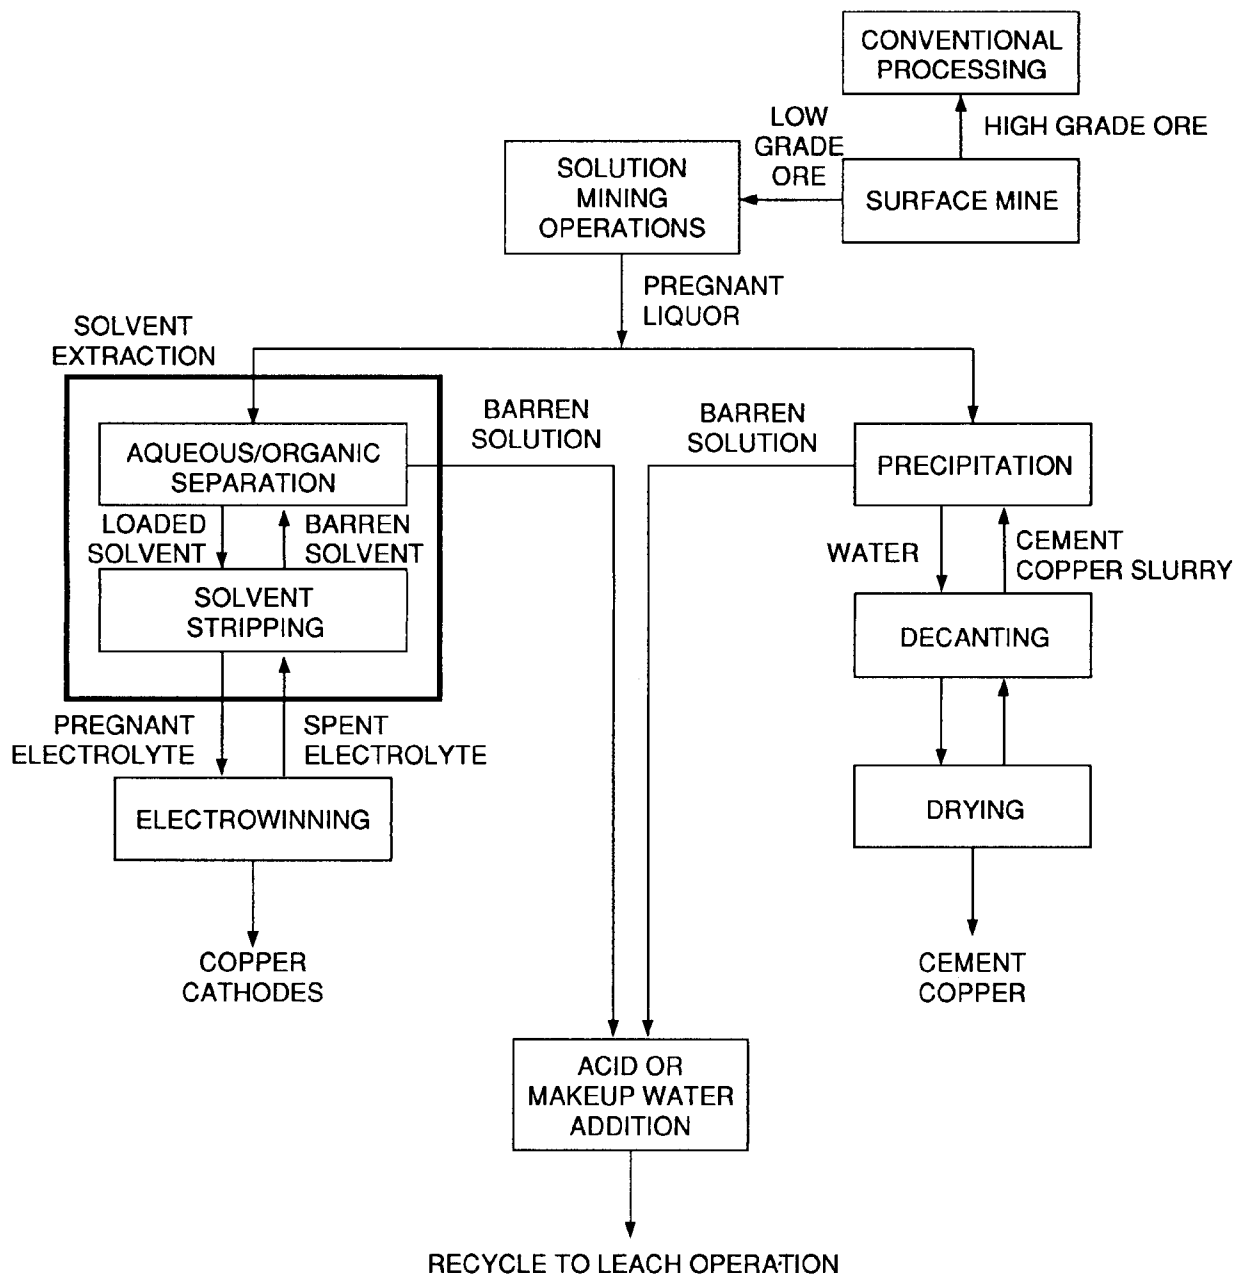 CONVENTIONAL
PROCESSING
HIGH GRADE ORE
LOW
GRADE
ORE
SURFACE MINE
SOLUTION
MINING
OPERATIONS
PREGNANT
LIQUOR
SOLVENT
EXTRACTION
AQUEOUS/ORGANIC
SEPARATION
BARREN
SOLUTION
BARREN
SOLUTION
PRECIPITATION
LOADED
SOLVENT
BARREN
SOLVENT
WATER
CEMENT
COPPER SLURRY
SOLVENT
STRIPPING
DECANTING
PREGNANT
ELECTROLYTE
SPENT
ELECTROLYTE
ELECTROWINNING
DRYING
COPPER
CATHODES
CEMENT
COPPER
ACID OR
MAKEUP WATER
ADDITION
RECYCLE TO LEACH OPERATION